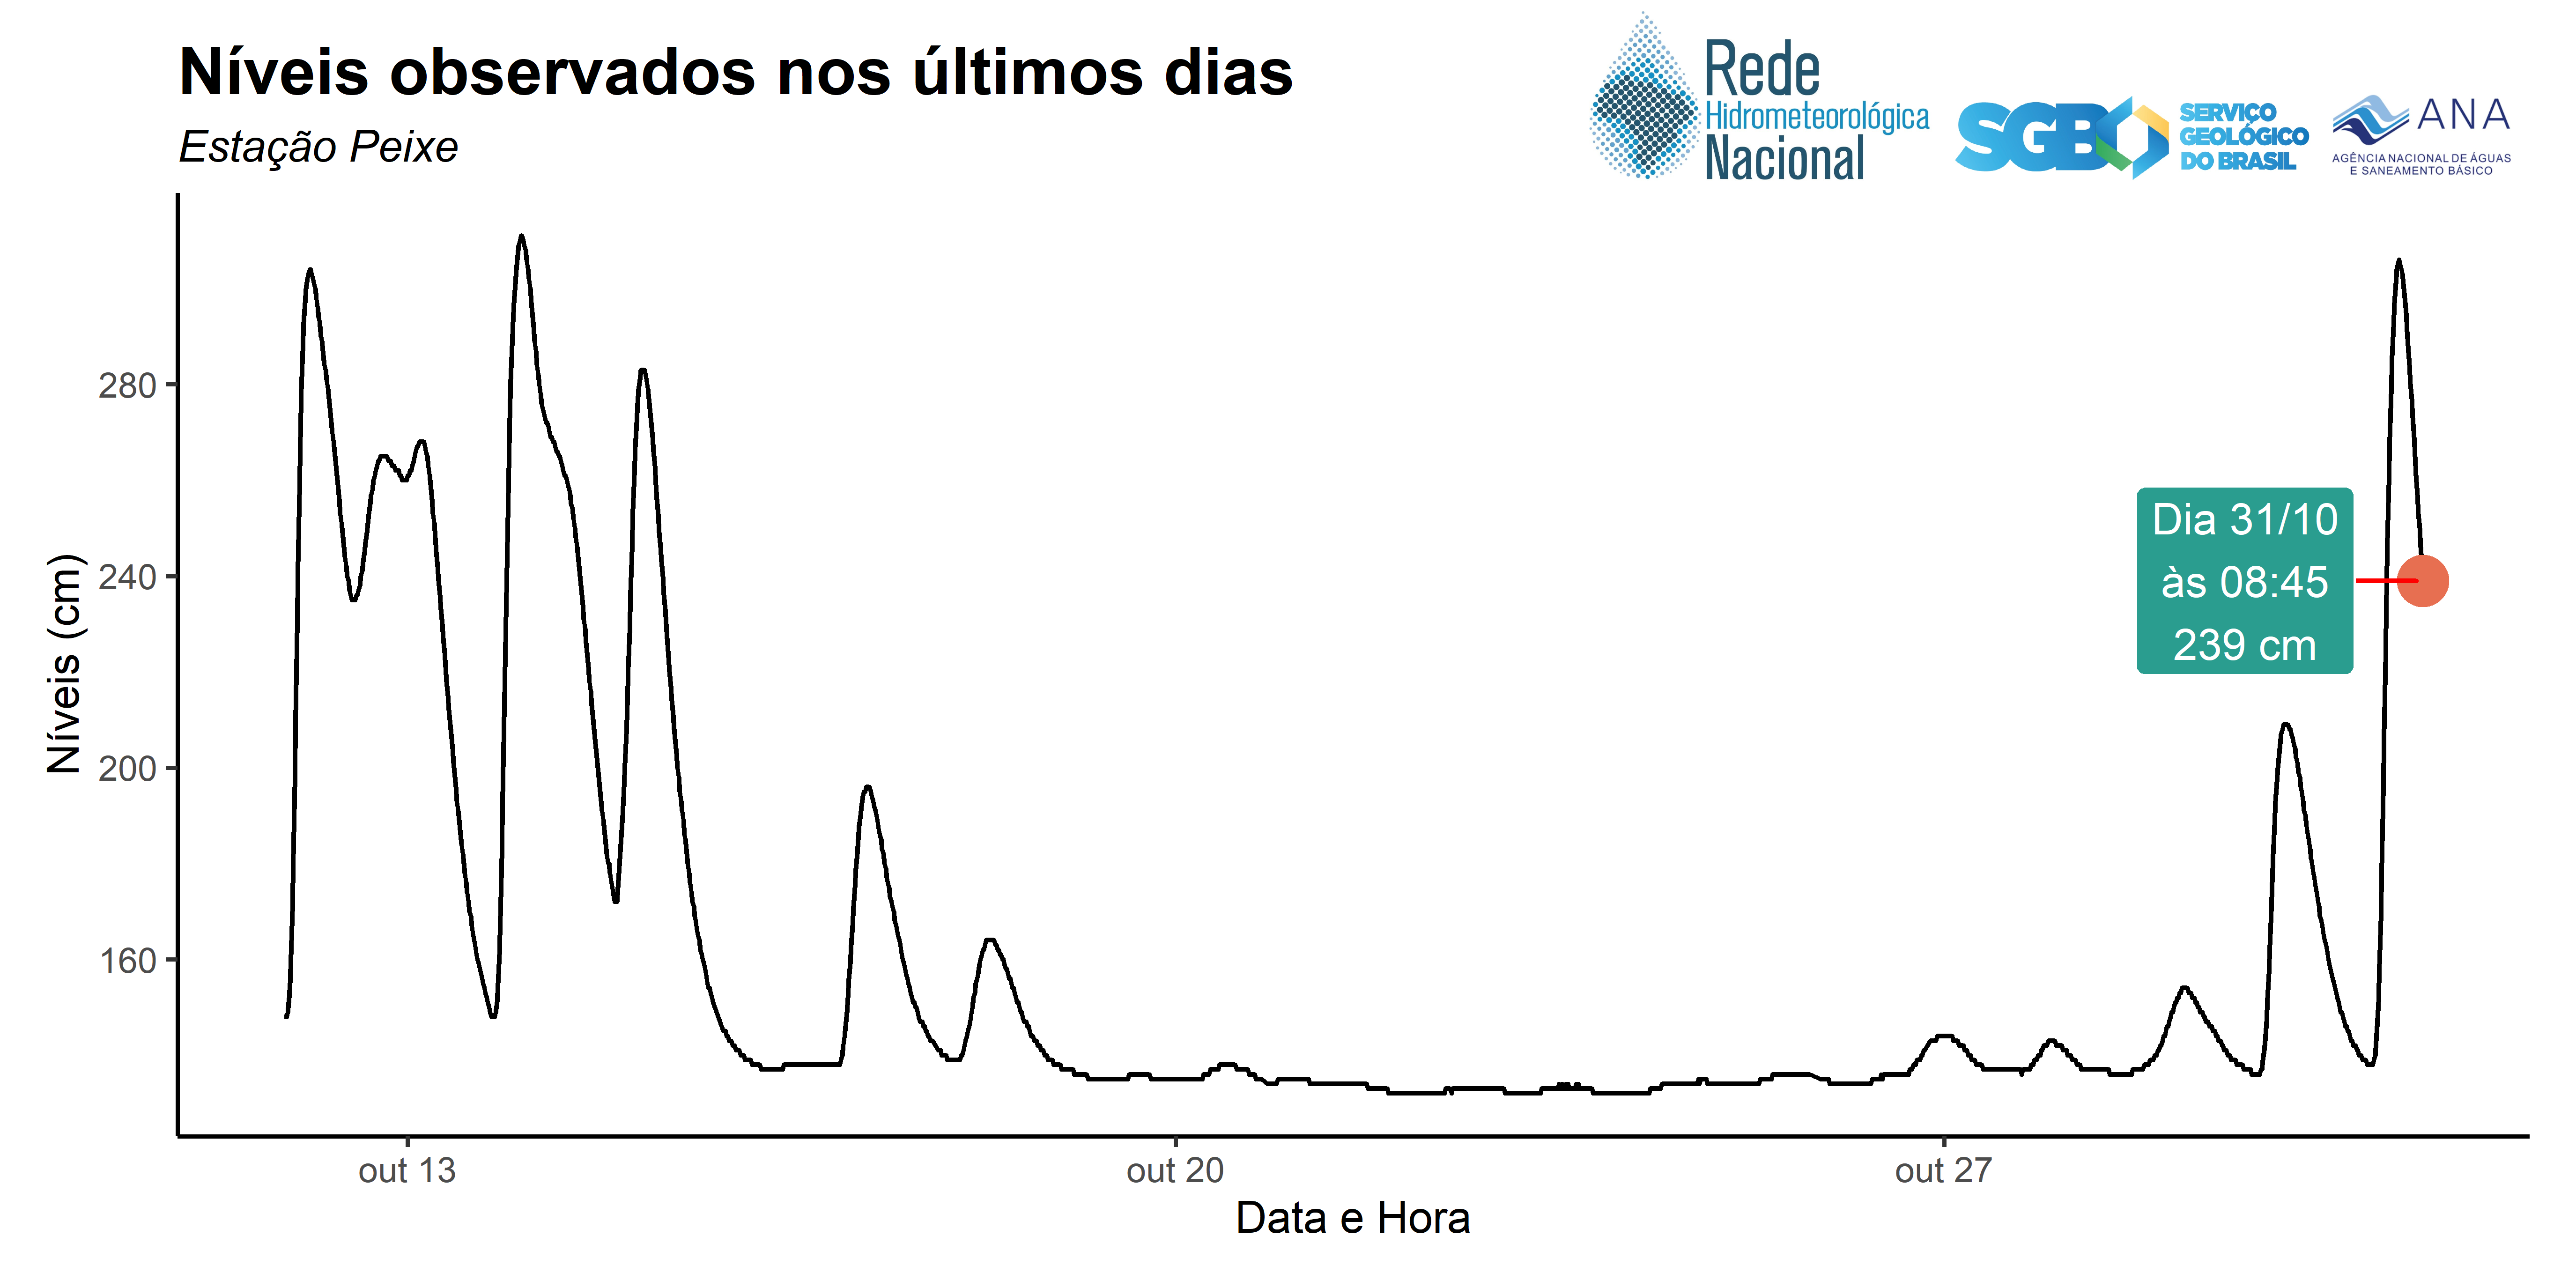 Níveis observados nos últimos dias
Estação Peixe
Rede
Hidrometeorológica
Nacional
SGB
SERVIÇO
GEOLÓGICO
DO BRASIL
ANA
AGÊNCIA NACIONAL DE ÁGUAS
E SANEAMENTO BÁSICO
Níveis (cm)
280
240
200
160
Dia 31/10
às 08:45
239 cm
out 13
out 20
out 27
Data e Hora